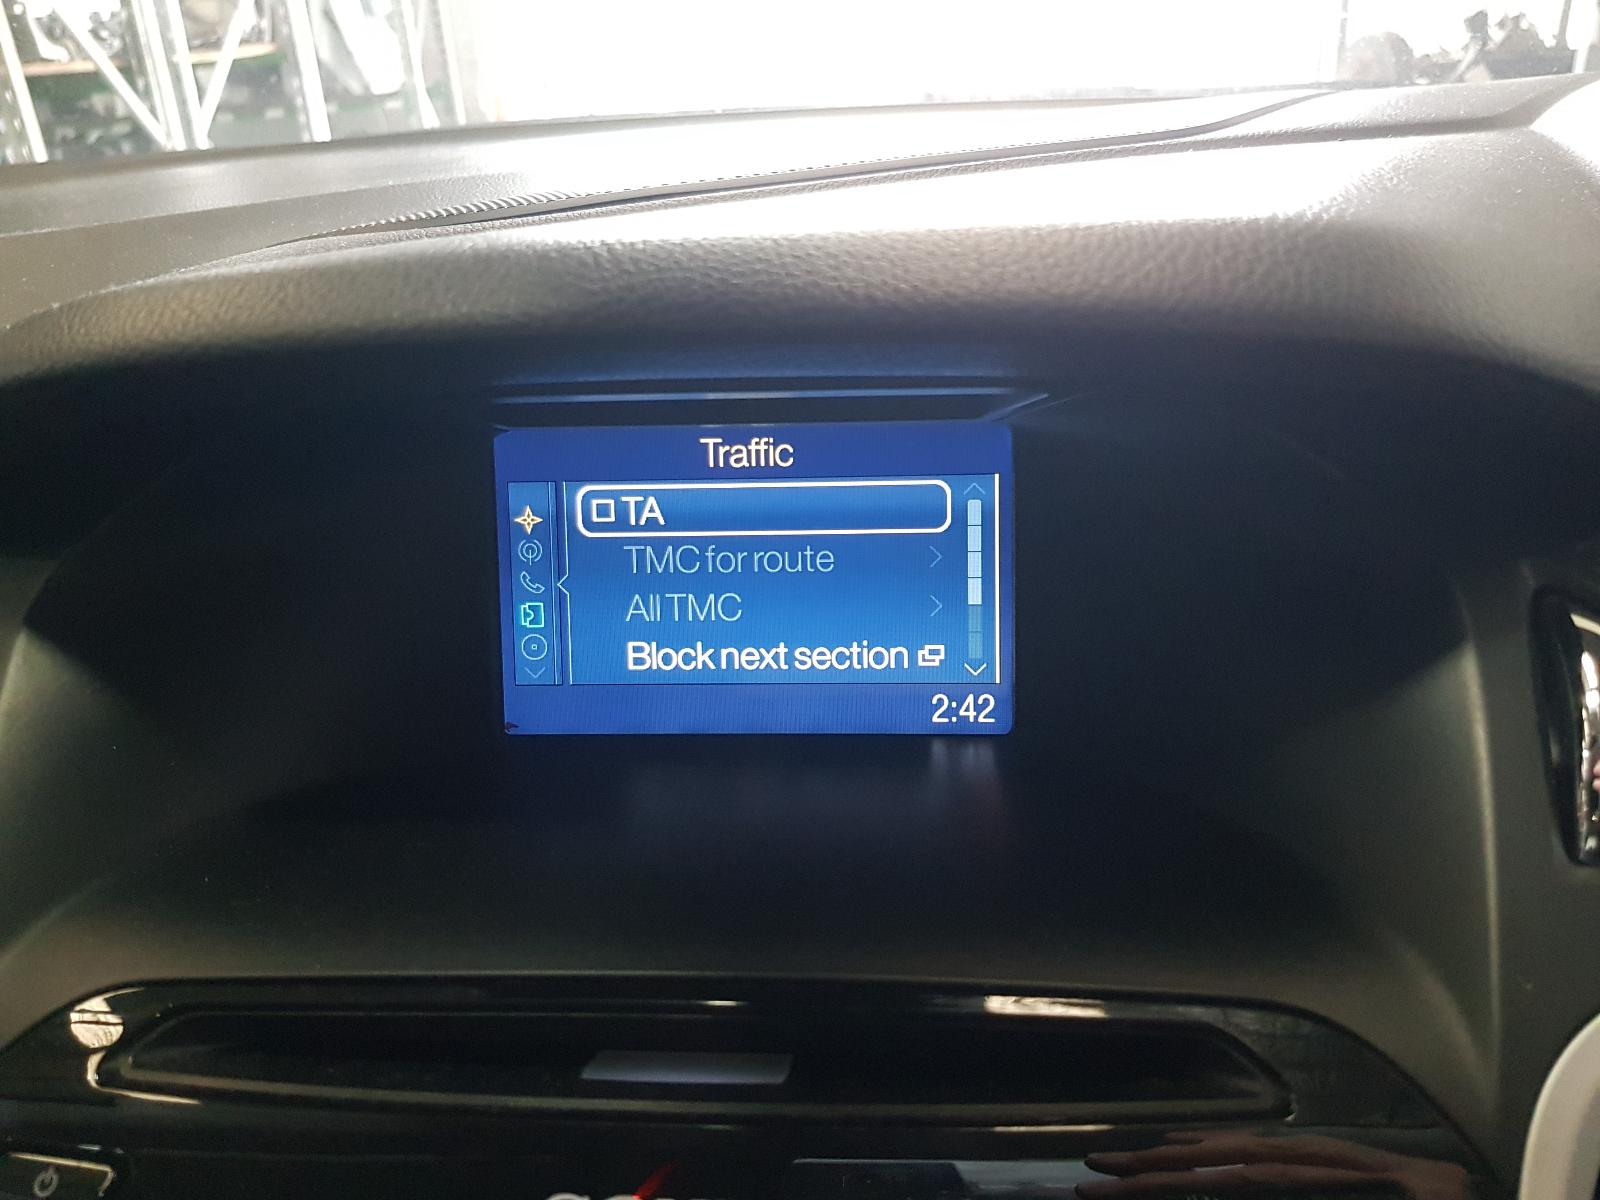 Traffic
TA
TMC for route
All TMC
Block next section
2:42